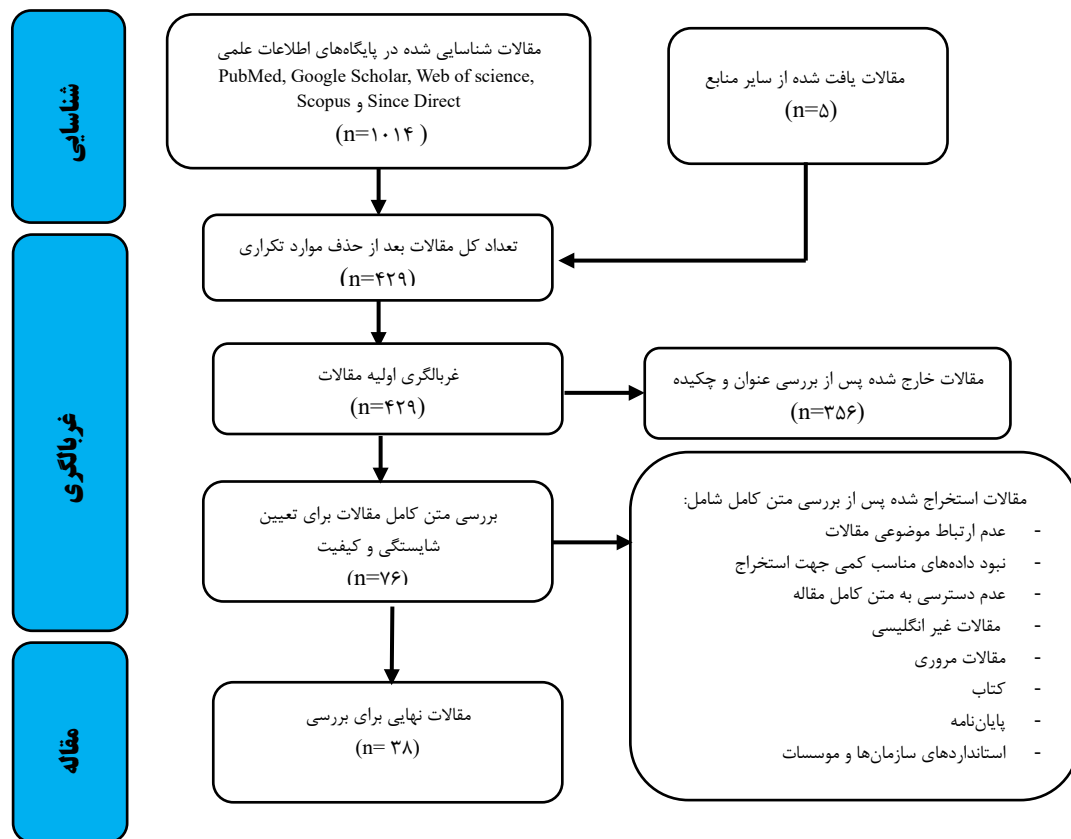 شناسایی
مقالات شناسایی شده در پایگاه‌های اطلاعات علمی
PubMed, Google Scholar, Web of science,
Scopus و Since Direct
(n=۱۰۱۴ )
مقالات یافت شده از سایر منابع
(n=۵)
غربالگری
تعداد کل مقالات بعد از حذف موارد تکراری
(n=۴۲۹)
غربالگری اولیه مقالات
(n=۴۲۹)
مقالات خارج شده پس از بررسی عنوان و چکیده
(n=۳۵۶)
بررسی متن کامل مقالات برای تعیین
شایستگی و کیفیت
(n=۷۶)
مقالات استخراج شده پس از بررسی متن کامل شامل:
- عدم ارتباط موضوعی مقالات
- نبود داده‌های مناسب کمی جهت استخراج
- عدم دسترسی به متن کامل مقاله
- مقالات غیر انگلیسی
- مقالات مروری
- کتاب
- پایان‌نامه
- استانداردهای سازمان‌ها و موسسات
مقاله
مقالات نهایی برای بررسی
(n= ۳۸)